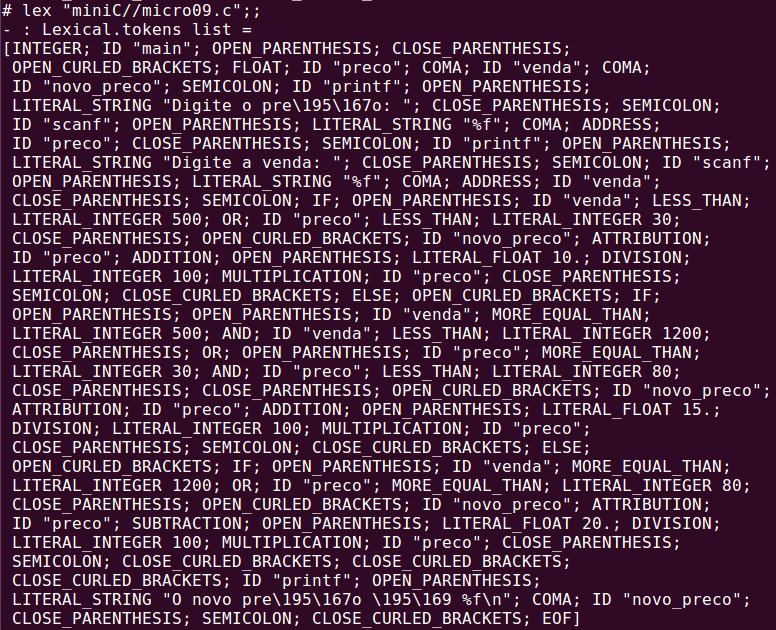 # lex "miniC//micro09.c";;
- : Lexical.tokens list =
[INTEGER; ID "main"; OPEN_PARENTHESIS; CLOSE_PARENTHESIS;
OPEN_CURLED_BRACKETS; FLOAT; ID "preco"; COMA; ID "venda"; COMA;
ID "novo_preco"; SEMICOLON; ID "printf"; OPEN_PARENTHESIS;
LITERAL_STRING "Digite o pre\195\167o: "; CLOSE_PARENTHESIS; SEMICOLON;
ID "scanf"; OPEN_PARENTHESIS; LITERAL_STRING "%f"; COMA; ADDRESS;
ID "preco"; CLOSE_PARENTHESIS; SEMICOLON; ID "printf"; OPEN_PARENTHESIS;
LITERAL_STRING "Digite a venda: "; CLOSE_PARENTHESIS; SEMICOLON; ID "scanf";
OPEN_PARENTHESIS; LITERAL_STRING "%f"; COMA; ADDRESS; ID "venda";
CLOSE_PARENTHESIS; SEMICOLON; IF; OPEN_PARENTHESIS; ID "venda"; LESS_THAN;
LITERAL_INTEGER 500; OR; ID "preco"; LESS_THAN; LITERAL_INTEGER 30;
CLOSE_PARENTHESIS; OPEN_CURLED_BRACKETS; ID "novo_preco"; ATTRIBUTION;
ID "preco"; ADDITION; OPEN_PARENTHESIS; LITERAL_FLOAT 10.; DIVISION;
LITERAL_INTEGER 100; MULTIPLICATION; ID "preco"; CLOSE_PARENTHESIS;
SEMICOLON; CLOSE_CURLED_BRACKETS; ELSE; OPEN_CURLED_BRACKETS; IF;
OPEN_PARENTHESIS; OPEN_PARENTHESIS; ID "venda"; MORE_EQUAL_THAN;
LITERAL_INTEGER 500; AND; ID "venda"; LESS_THAN; LITERAL_INTEGER 1200;
CLOSE_PARENTHESIS; OR; OPEN_PARENTHESIS; ID "preco"; MORE_EQUAL_THAN;
LITERAL_INTEGER 30; AND; ID "preco"; LESS_THAN; LITERAL_INTEGER 80;
CLOSE_PARENTHESIS; CLOSE_PARENTHESIS; OPEN_CURLED_BRACKETS; ID "novo_preco";
ATTRIBUTION; ID "preco"; ADDITION; OPEN_PARENTHESIS; LITERAL_FLOAT 15.;
DIVISION; LITERAL_INTEGER 100; MULTIPLICATION; ID "preco";
CLOSE_PARENTHESIS; SEMICOLON; CLOSE_CURLED_BRACKETS; ELSE;
OPEN_CURLED_BRACKETS; IF; OPEN_PARENTHESIS; ID "venda"; MORE_EQUAL_THAN;
LITERAL_INTEGER 1200; OR; ID "preco"; MORE_EQUAL_THAN; LITERAL_INTEGER 80;
CLOSE_PARENTHESIS; OPEN_CURLED_BRACKETS; ID "novo_preco"; ATTRIBUTION;
ID "preco"; SUBTRACTION; OPEN_PARENTHESIS; LITERAL_FLOAT 20.; DIVISION;
LITERAL_INTEGER 100; MULTIPLICATION; ID "preco"; CLOSE_PARENTHESIS;
SEMICOLON; CLOSE_CURLED_BRACKETS; CLOSE_CURLED_BRACKETS;
CLOSE_CURLED_BRACKETS; ID "printf"; OPEN_PARENTHESIS;
LITERAL_STRING "O novo pre\195\167o \195\169 %f\n"; COMA; ID "novo_preco";
CLOSE_PARENTHESIS; SEMICOLON; CLOSE_CURLED_BRACKETS; EOF]